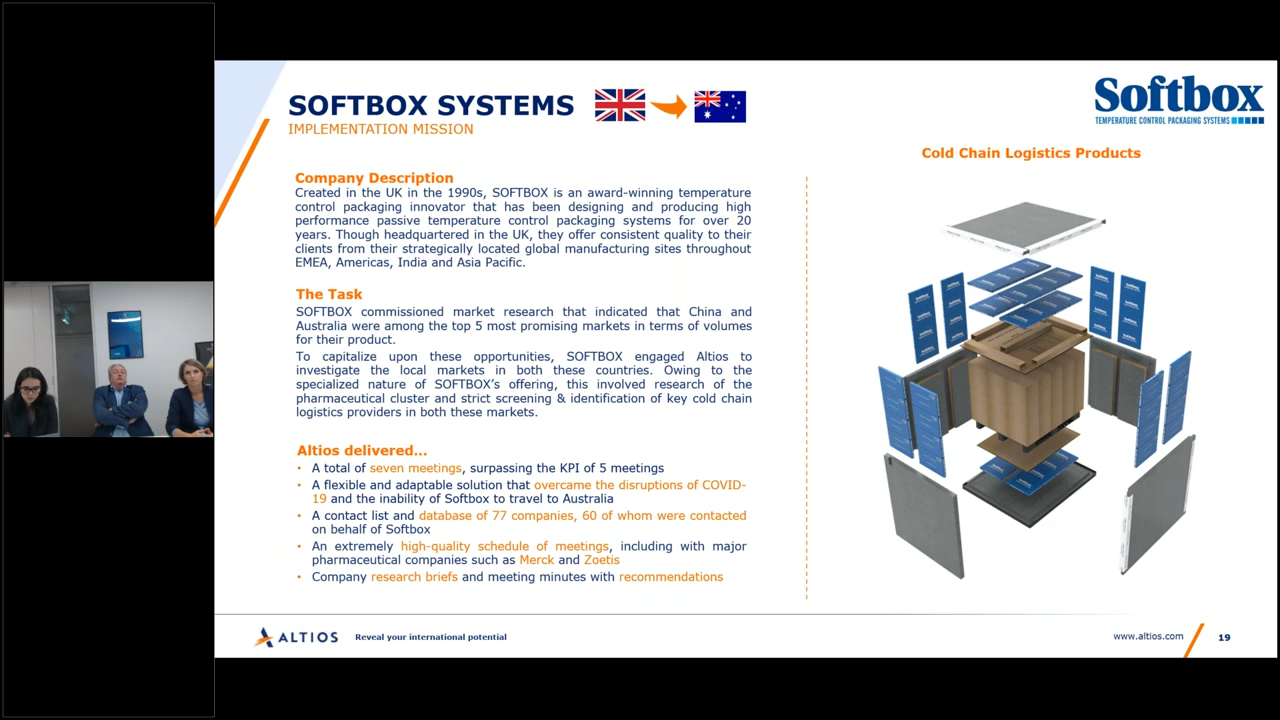 SOFTBOX SYSTEMS
IMPLEMENTATION MISSION
Softbox
TEMPERATURE CONTROL PACKAGING SYSTEMS
Cold Chain Logistics Products
Company Description
Created in the UK in the 1990s, SOFTBOX is an award-winning temperature
control packaging innovator that has been designing and producing high
performance passive temperature control packaging systems for over 20
years. Though headquartered in the UK, they offer consistent quality to their
clients from their strategically located global manufacturing sites throughout
EMEA, Americas, India and Asia Pacific.
The Task
SOFTBOX commissioned market research that indicated that China and
Australia were among the top 5 most promising markets in terms of volumes
for their product.
To capitalize upon these opportunities, SOFTBOX engaged Altios to
investigate the local markets in both these countries. Owing to the
specialized nature of SOFTBOX's offering, this involved research of the
pharmaceutical cluster and strict screening & identification of key cold chain
logistics providers in both these markets.
Altios delivered...
• A total of seven meetings, surpassing the KPI of 5 meetings
• A flexible and adaptable solution that overcame the disruptions of COVID-
19 and the inability of Softbox to travel to Australia
• A contact list and database of 77 companies, 60 of whom were contacted
on behalf of Softbox
• An extremely high-quality schedule of meetings, including with major
pharmaceutical companies such as Merck and Zoetis
• Company research briefs and meeting minutes with recommendations
ALTIOS
Reveal your international potential
www.altios.com
19